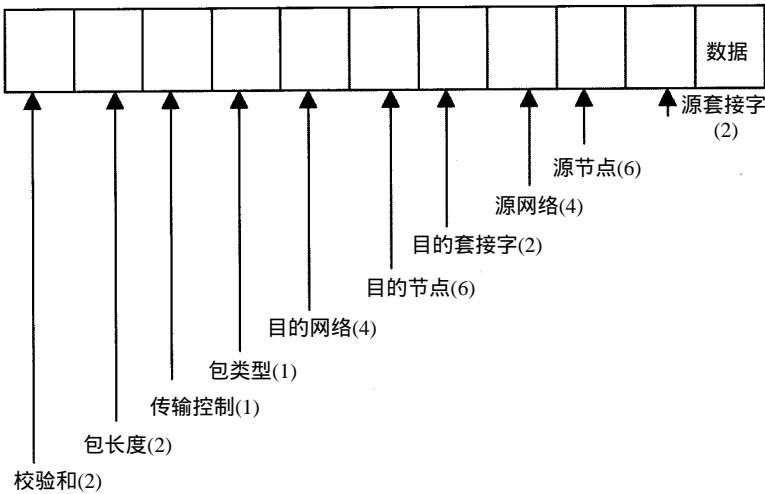 数据
源套接字
(2)
源节点(6)
源网络(4)
目的套接字(2)
目的节点(6)
目的网络(4)
包类型(1)
传输控制(1)
包长度(2)
校验和(2)